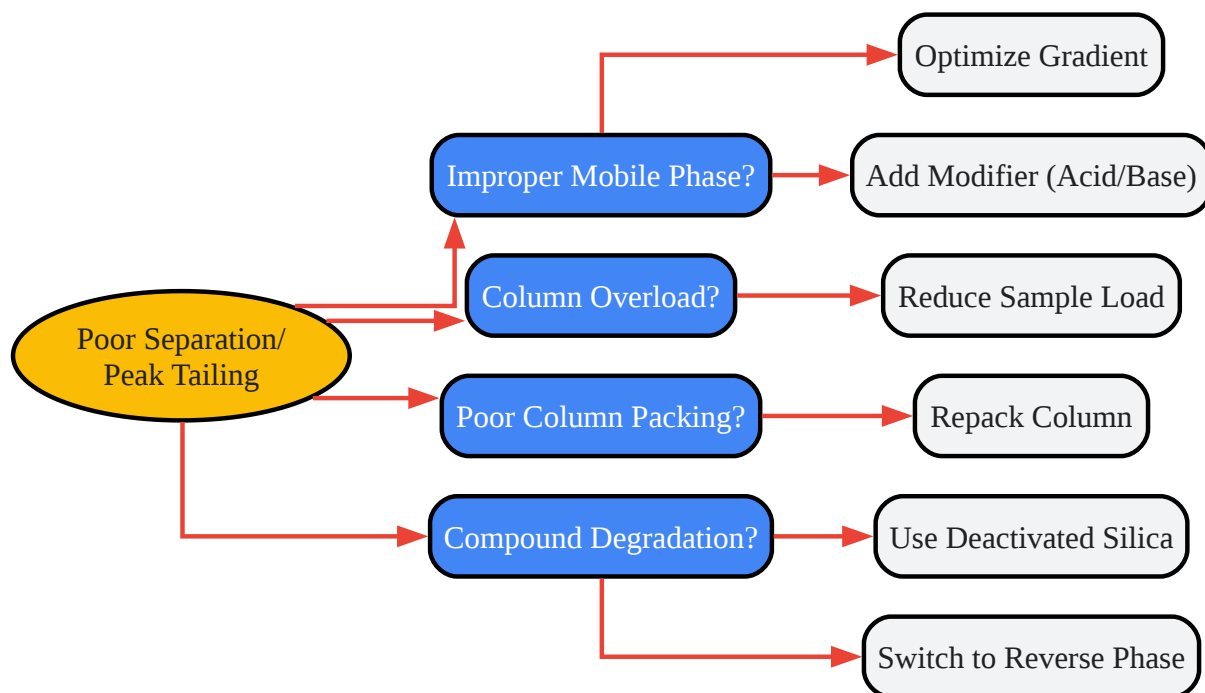 Optimize Gradient
Improper Mobile Phase?
Add Modifier (Acid/Base)
Column Overload?
Reduce Sample Load
Poor Separation/
Peak Tailing
Poor Column Packing?
Repack Column
Compound Degradation?
Use Deactivated Silica
Switch to Reverse Phase